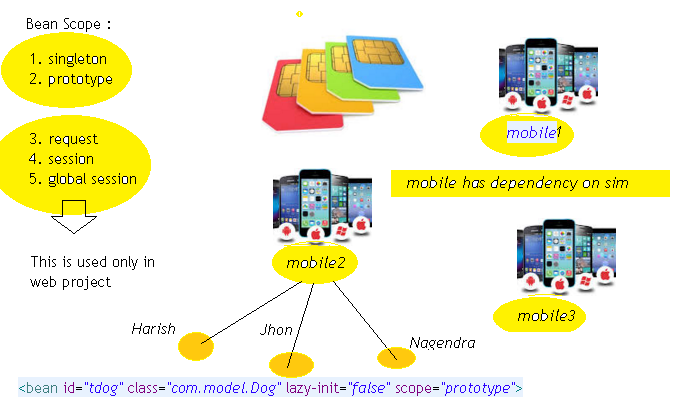 Bean Scope :
1. singleton
2. prototype
3. request
4. session
5. global session
This is used only in
web project
mobile1
mobile has dependency on sim
mobile2
mobile3
Harish
Jhon
Nagendra
<bean id="tdog" class="com.model.Dog" lazy-init="false" scope="prototype">